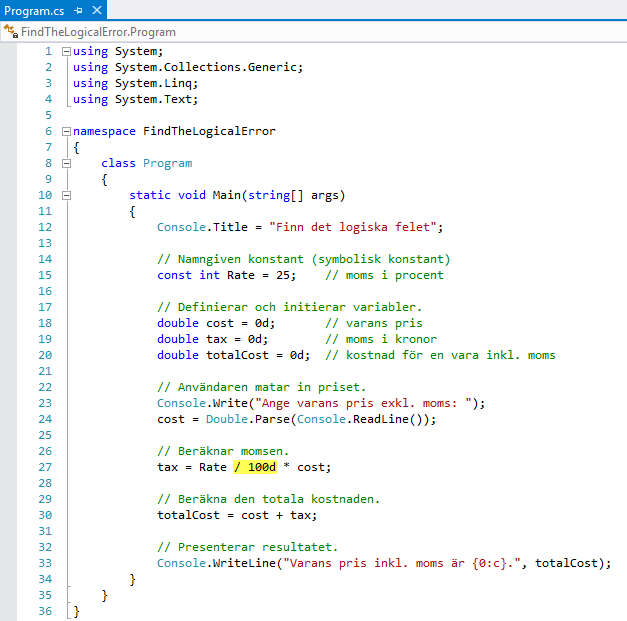 Program.cs
FindTheLogicalError.Program
1 using System;
2 using System.Collections.Generic;
3 using System.Linq;
4 using System.Text;
5
6 namespace FindTheLogicalError
7 {
8     class Program
9     {
10         static void Main(string[] args)
11         {
12             Console.Title = "Finn det logiska felet";
13
14             // Namngiven konstant (symbolisk konstant)
15             const int Rate = 25;    // moms i procent
16
17             // Definierar och initierar variabler.
18             double cost = 0d;       // varans pris
19             double tax = 0d;        // moms i kronor
20             double totalCost = 0d;  // kostnad för en vara inkl. moms
21
22             // Användaren matar in priset.
23             Console.Write("Ange varans pris exkl. moms: ");
24             cost = Double.Parse(Console.ReadLine());
25
26             // Beräknar momsen.
27             tax = Rate / 100d * cost;
28
29             // Beräkna den totala kostnaden.
30             totalCost = cost + tax;
31
32             // Presenterar resultatet.
33             Console.WriteLine("Varans pris inkl. moms är {0:c}.", totalCost);
34         }
35     }
36 }